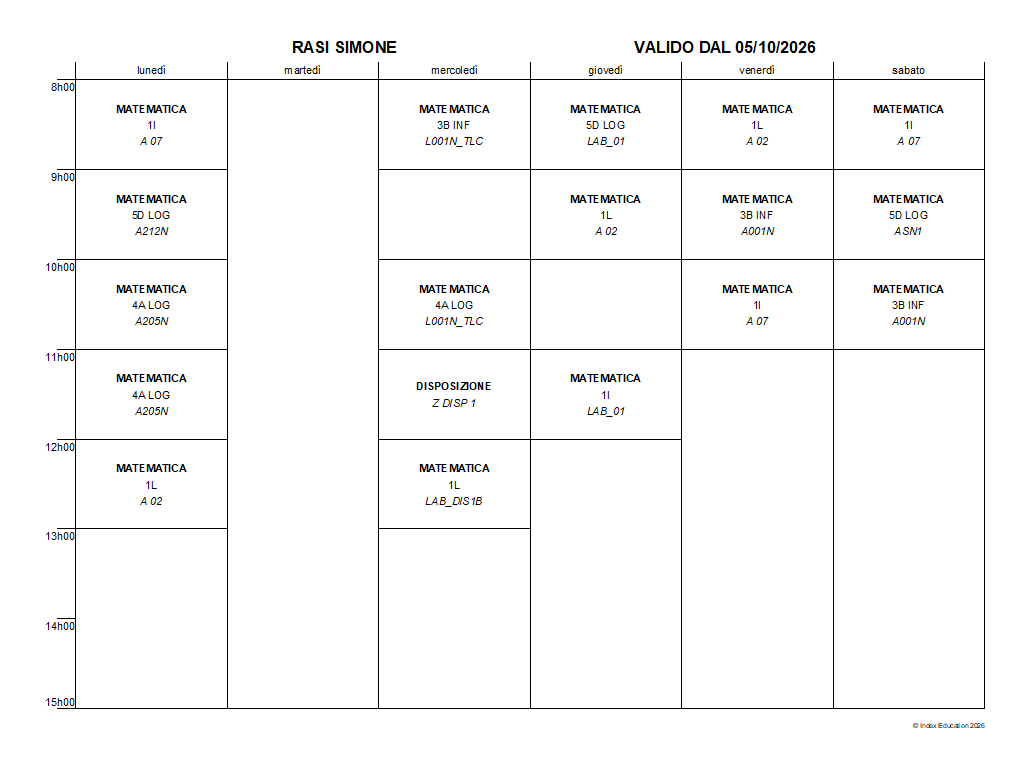 RASI SIMONE
VALIDO DAL 05/10/2026
lunedì martedì mercoledì giovedì venerdì sabato
8h00
MATEMATICA MATEMATICA MATEMATICA MATEMATICA MATEMATICA
1I 3B INF 5D LOG 1L 1I
A 07 L001N_TLC LAB_01 A 02 A 07
9h00
MATEMATICA MATEMATICA MATEMATICA MATEMATICA
5D LOG 1L 3B INF 5D LOG
A212N A 02 A001N ASN1
10h00
MATEMATICA MATEMATICA MATEMATICA MATEMATICA
4A LOG 4A LOG 1I 3B INF
A205N L001N_TLC A 07 A001N
11h00
MATEMATICA DISPOSIZIONE MATEMATICA
4A LOG Z DISP 1 1I
A205N LAB_01
12h00
MATEMATICA MATEMATICA
1L 1L
A 02 LAB_DIS1B
13h00
14h00
15h00
© Index Education 2026